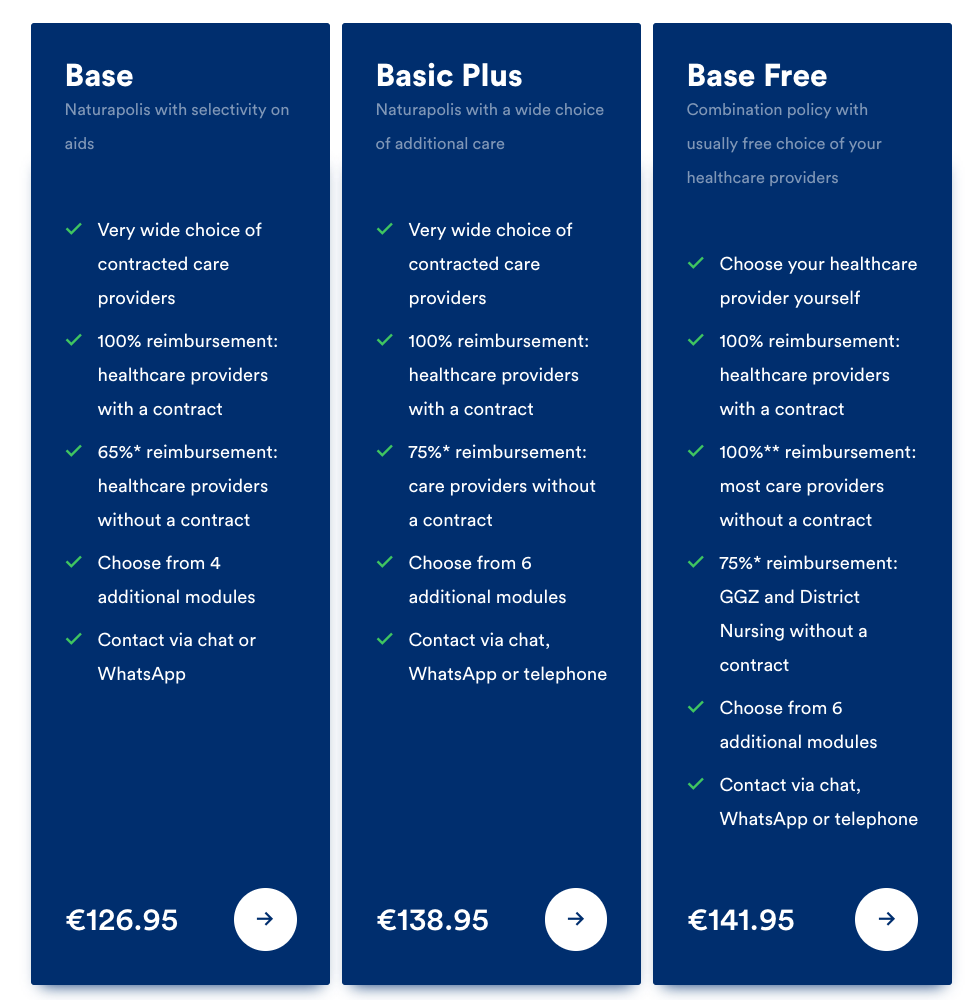 Base
Naturapolis with selectivity on
aids
Very wide choice of
contracted care
providers
100% reimbursement:
healthcare providers
with a contract
65%* reimbursement:
healthcare providers
without a contract
Choose from 4
additional modules
Contact via chat or
WhatsApp
€126.95
Basic Plus
Naturapolis with a wide choice
of additional care
Very wide choice of
contracted care
providers
100% reimbursement:
healthcare providers
with a contract
75%* reimbursement:
care providers without
a contract
Choose from 6
additional modules
Contact via chat,
WhatsApp or telephone
€138.95
Base Free
Combination policy with
usually free choice of your
healthcare providers
Choose your healthcare
provider yourself
100% reimbursement:
healthcare providers
with a contract
100%** reimbursement:
most care providers
without a contract
75%* reimbursement:
GGZ and District
Nursing without a
contract
Choose from 6
additional modules
Contact via chat,
WhatsApp or telephone
€141.95